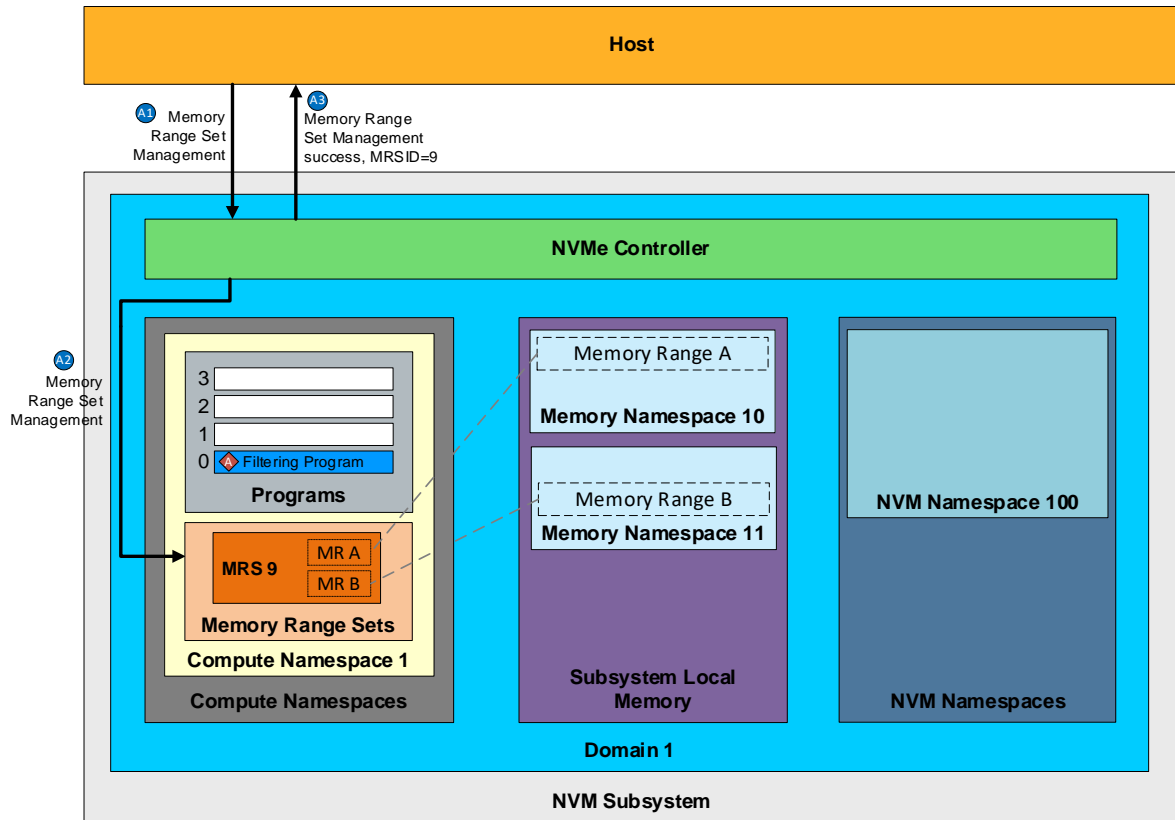 Host
A1 Memory
Range Set
Management
A3
Memory Range
Set Management
success, MRSID=9
NVMe Controller
A2
Memory
Range Set
Management
3
2
1
0 A Filtering Program
Programs
MRS 9
MR A
MR B
Memory Range Sets
Compute Namespace 1
Compute Namespaces
Memory Range A
Memory Namespace 10
Memory Range B
Memory Namespace 11
Subsystem Local
Memory
NVM Namespace 100
NVM Namespaces
Domain 1
NVM Subsystem